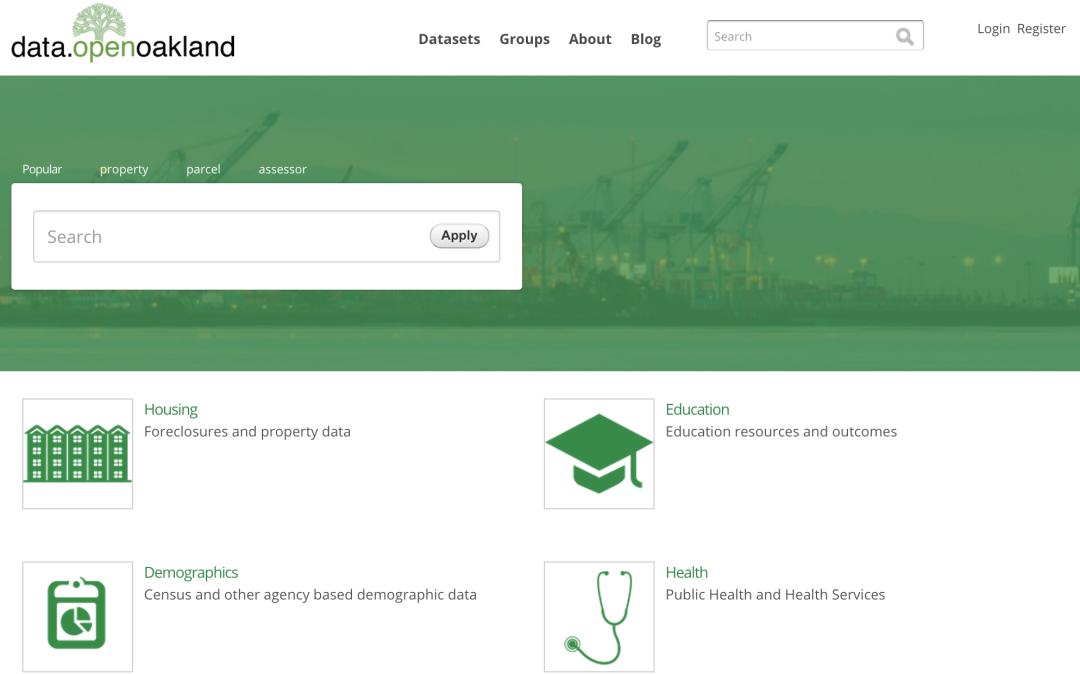 data.openoakland
Datasets Groups About Blog
Search
Login Register
Popular property parcel assessor
Search
Apply
Housing
Foreclosures and property data
Education
Education resources and outcomes
Demographics
Census and other agency based demographic data
Health
Public Health and Health Services